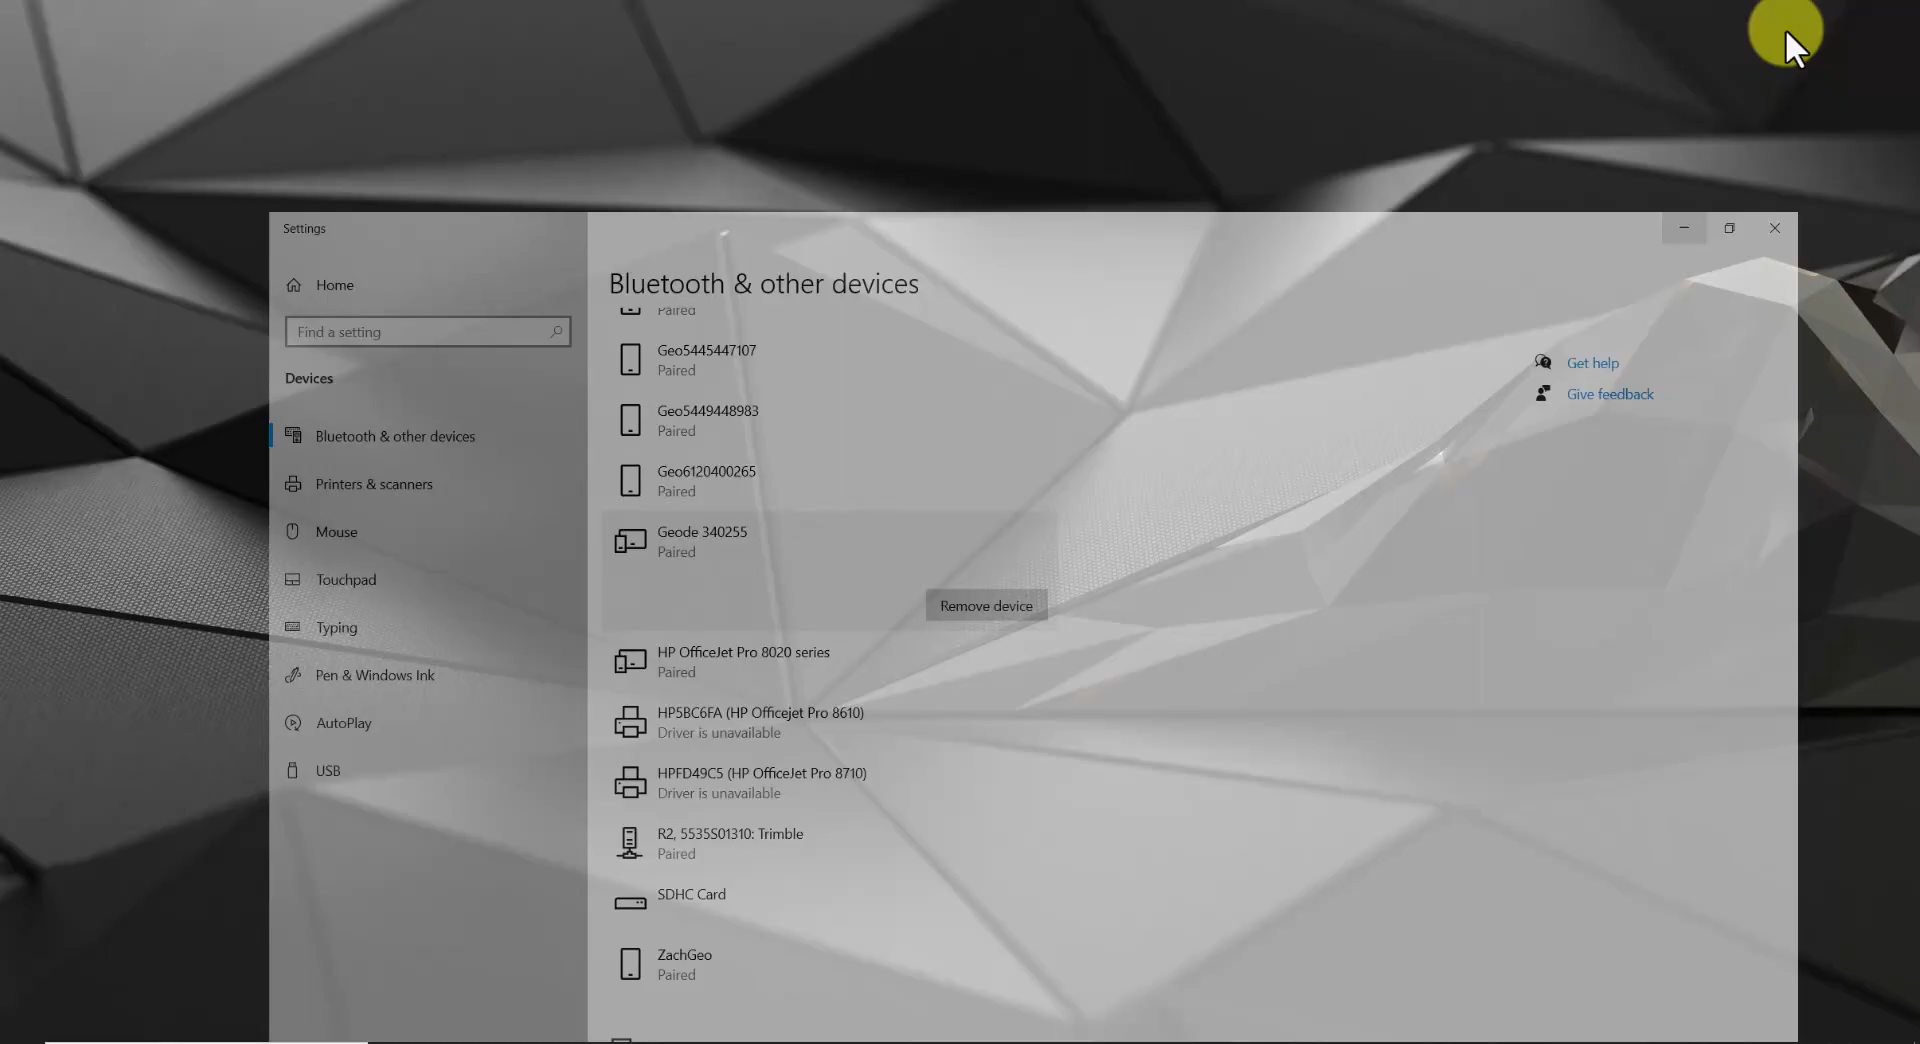 Settings
Home
Find a setting
Devices
Bluetooth & other devices
Printers & scanners
Mouse
Touchpad
Typing
Pen & Windows Ink
AutoPlay
USB
Bluetooth & other devices
Paired
Geo5445447107
Paired
Geo5449448983
Paired
Geo6120400265
Paired
Geode 340255
Paired
Remove device
HP OfficeJet Pro 8020 series
Paired
HP5BC6FA (HP Officejet Pro 8610)
Driver is unavailable
HPFD49C5 (HP OfficeJet Pro 8710)
Driver is unavailable
R2, 5535S01310: Trimble
Paired
SDHC Card
ZachGeo
Paired
Get help
Give feedback